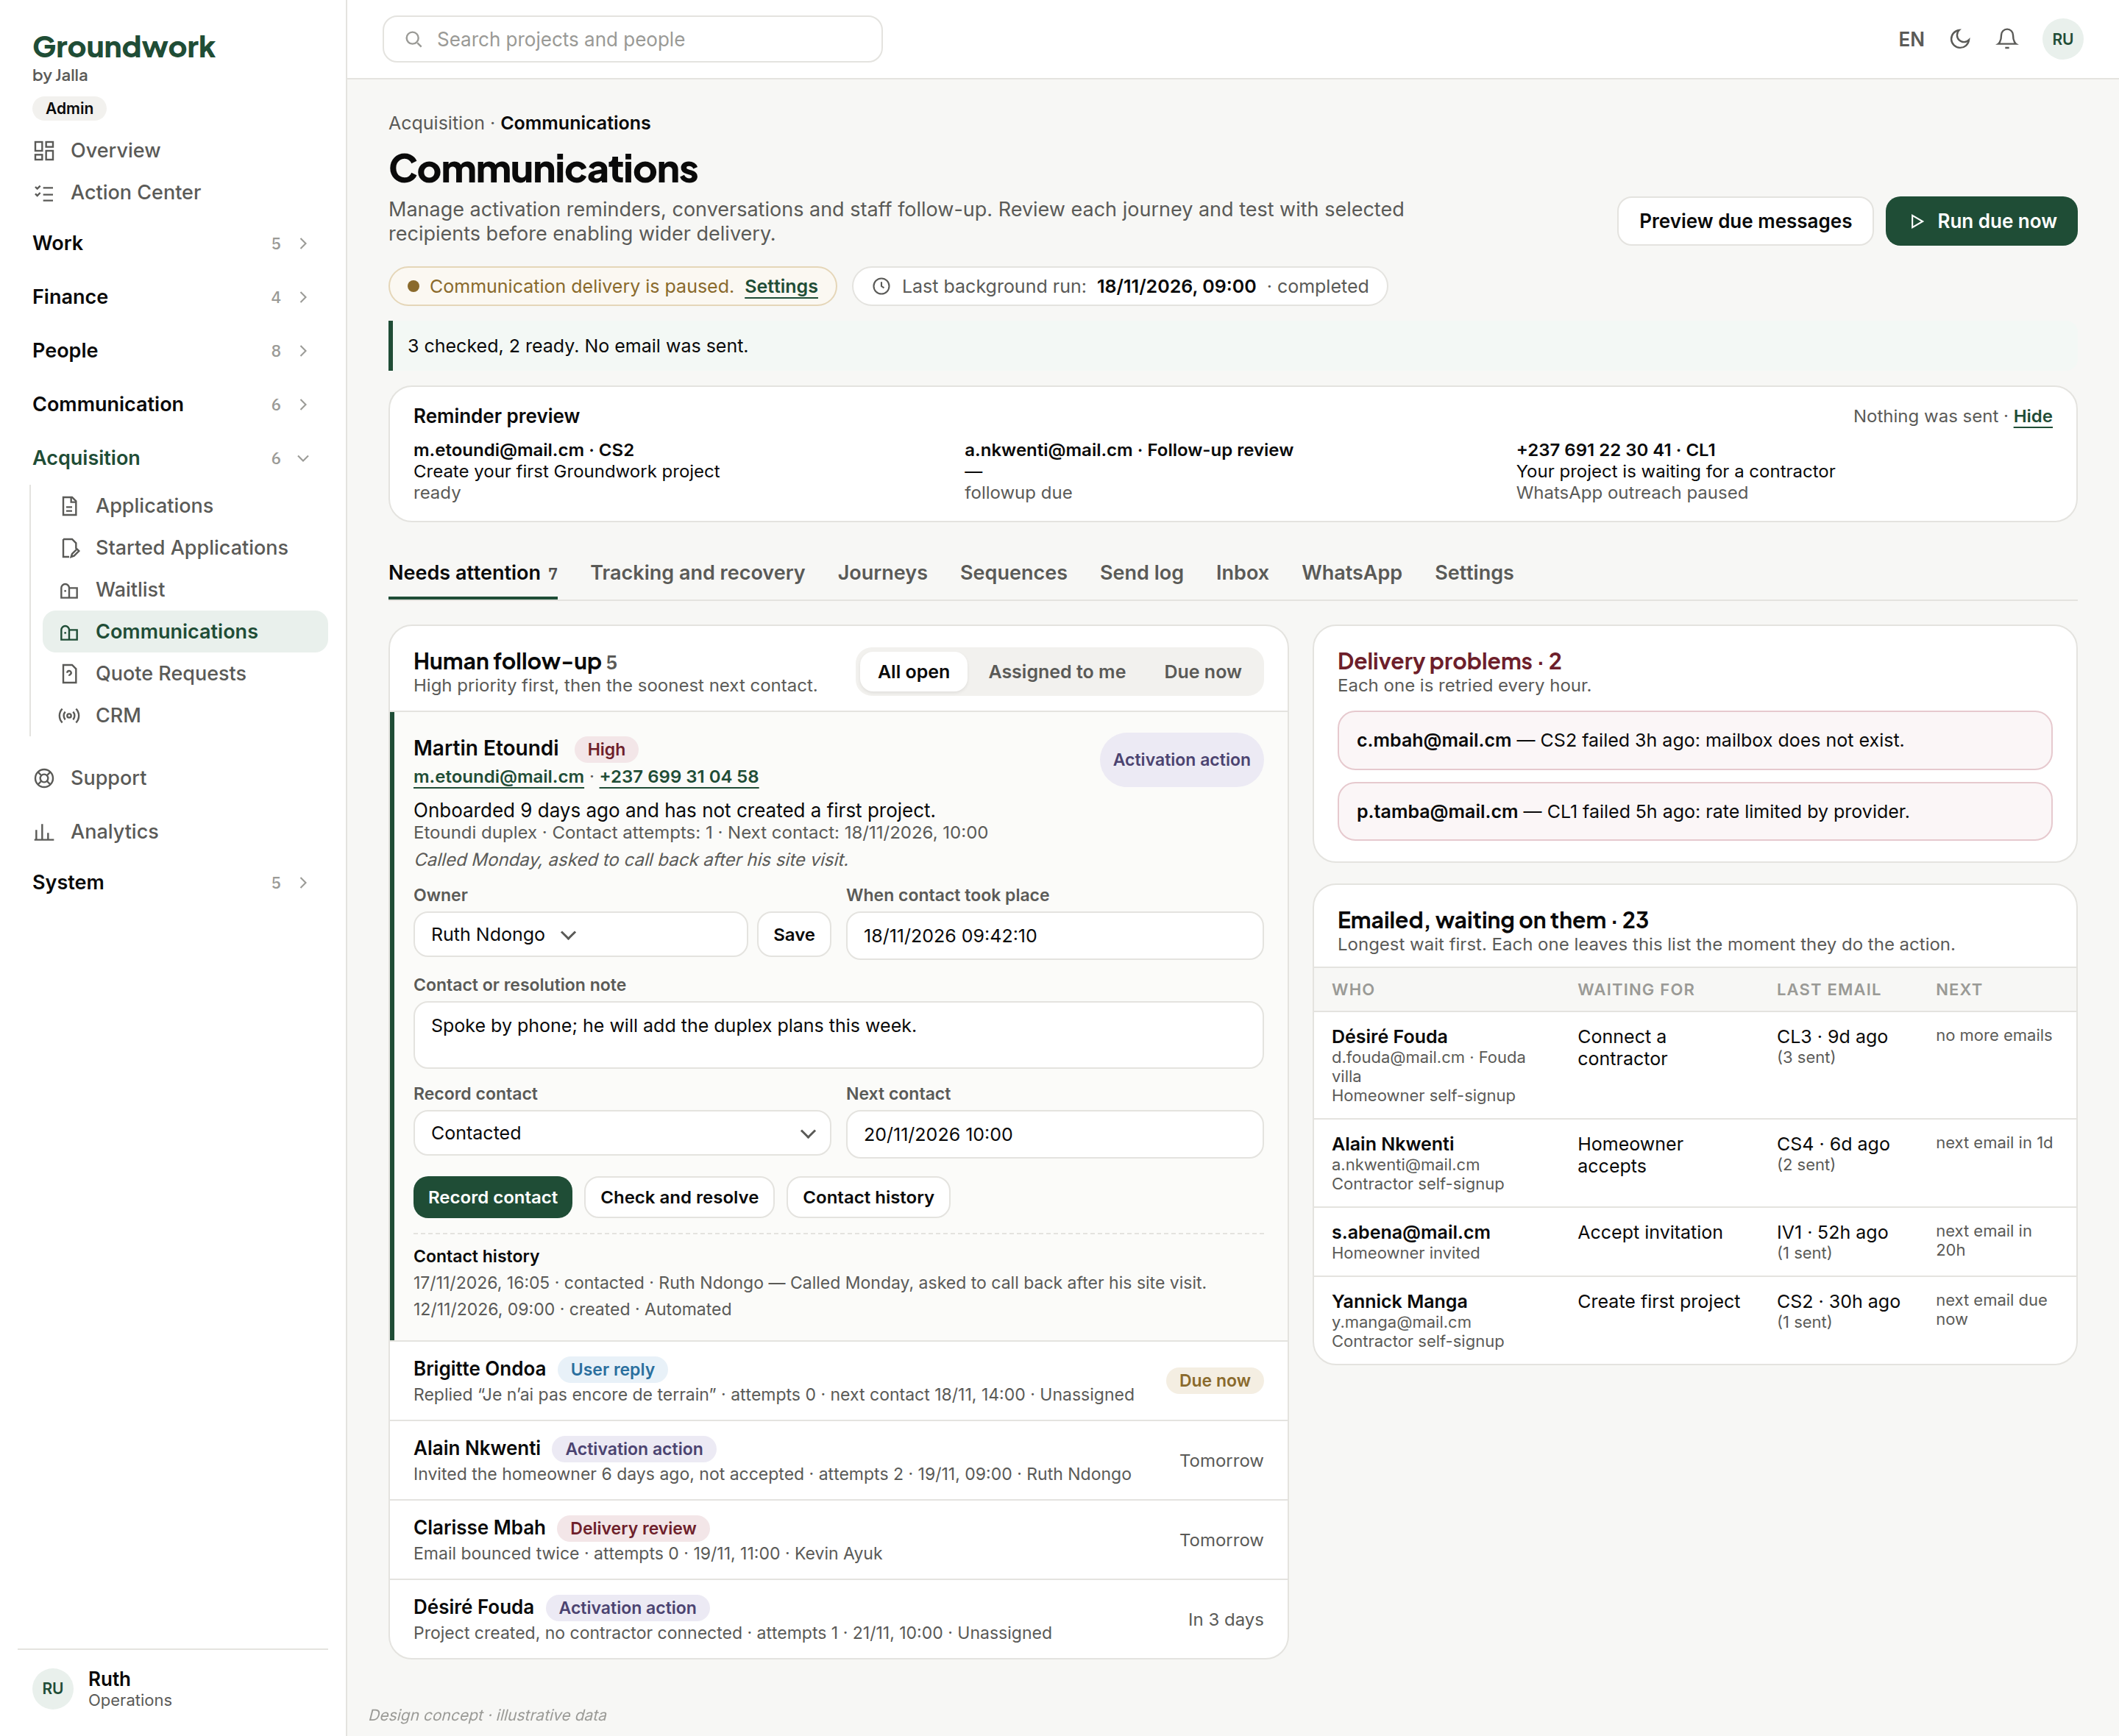 Groundwork
by Jalla
Admin
Overview
Action Center
Work 5
Finance 4
People 8
Communication 6
Acquisition 6
Applications
Started Applications
Waitlist
Communications
Quote Requests
CRM
Support
Analytics
System 5
RU
Ruth
Operations
Search projects and people
EN
RU
Acquisition · Communications
Communications
Manage activation reminders, conversations and staff follow-up. Review each journey and test with selected
recipients before enabling wider delivery.
Preview due messages
Run due now
Communication delivery is paused. Settings
Last background run: 18/11/2026, 09:00 · completed
3 checked, 2 ready. No email was sent.
Reminder preview
Nothing was sent · Hide
m.etoundi@mail.cm · CS2
Create your first Groundwork project
ready
a.nkwenti@mail.cm · Follow-up review
—
followup due
+237 691 22 30 41 · CL1
Your project is waiting for a contractor
WhatsApp outreach paused
Needs attention 7
Tracking and recovery
Journeys
Sequences
Send log
Inbox
WhatsApp
Settings
Human follow-up 5
High priority first, then the soonest next contact.
All open
Assigned to me
Due now
Martin Etoundi High
m.etoundi@mail.cm · +237 699 31 04 58
Activation action
Onboarded 9 days ago and has not created a first project.
Etoundi duplex · Contact attempts: 1 · Next contact: 18/11/2026, 10:00
Called Monday, asked to call back after his site visit.
Owner
Ruth Ndongo
Save
When contact took place
18/11/2026 09:42:10
Contact or resolution note
Spoke by phone; he will add the duplex plans this week.
Record contact
Contacted
Next contact
20/11/2026 10:00
Record contact
Check and resolve
Contact history
Contact history
17/11/2026, 16:05 · contacted · Ruth Ndongo — Called Monday, asked to call back after his site visit.
12/11/2026, 09:00 · created · Automated
Brigitte Ondoa User reply
Replied “Je n’ai pas encore de terrain” · attempts 0 · next contact 18/11, 14:00 · Unassigned
Due now
Alain Nkwenti Activation action
Invited the homeowner 6 days ago, not accepted · attempts 2 · 19/11, 09:00 · Ruth Ndongo
Tomorrow
Clarisse Mbah Delivery review
Email bounced twice · attempts 0 · 19/11, 11:00 · Kevin Ayuk
Tomorrow
Désiré Fouda Activation action
Project created, no contractor connected · attempts 1 · 21/11, 10:00 · Unassigned
In 3 days
Delivery problems · 2
Each one is retried every hour.
c.mbah@mail.cm — CS2 failed 3h ago: mailbox does not exist.
p.tamba@mail.cm — CL1 failed 5h ago: rate limited by provider.
Emailed, waiting on them · 23
Longest wait first. Each one leaves this list the moment they do the action.
WHO
WAITING FOR
LAST EMAIL
NEXT
Désiré Fouda
d.fouda@mail.cm · Fouda
villa
Homeowner self-signup
Connect a
contractor
CL3 · 9d ago
(3 sent)
no more emails
Alain Nkwenti
a.nkwenti@mail.cm
Contractor self-signup
Homeowner
accepts
CS4 · 6d ago
(2 sent)
next email in 1d
s.abena@mail.cm
Homeowner invited
Accept invitation
IV1 · 52h ago
(1 sent)
next email in
20h
Yannick Manga
y.manga@mail.cm
Contractor self-signup
Create first project
CS2 · 30h ago
(1 sent)
next email due
now
Design concept · illustrative data